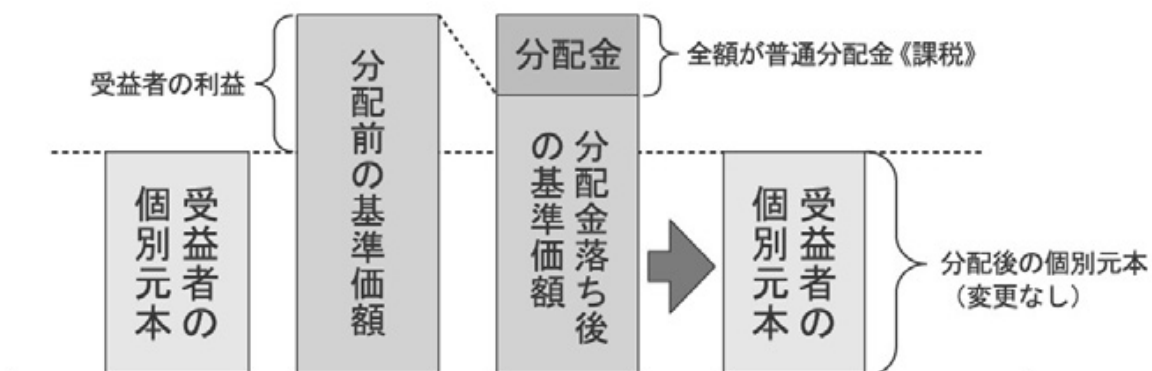 受益者の利益
受益者の
個別元本
分配前の基準価額
分配金
全額が普通分配金《課税》
分配金落ち後
の基準価額
受益者の
個別元本
分配後の個別元本
（変更なし）